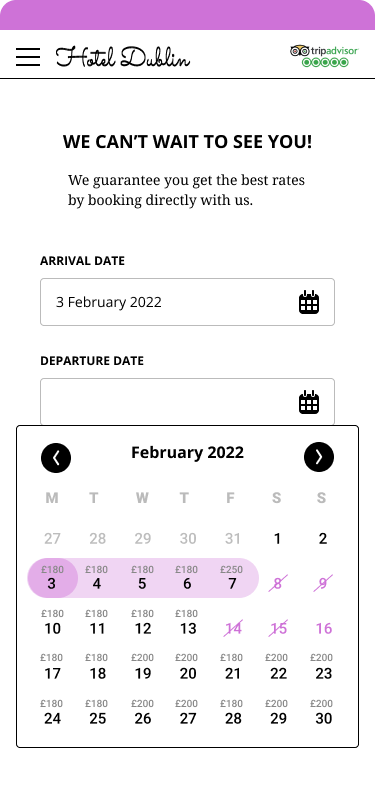 Hotel Dublin
tripadvisor
WE CAN’T WAIT TO SEE YOU!
We guarantee you get the best rates
by booking directly with us.
ARRIVAL DATE
3 February 2022
DEPARTURE DATE
February 2022
M T W T F S S
27 28 29 30 31 1 2
£180 £180 £180 £180 £250
3 4 5 6 7 8 9
£180 £180 £180 £180
10 11 12 13 14 15 16
£180 £180 £200 £200 £180 £200 £200
17 18 19 20 21 22 23
£180 £180 £200 £200 £180 £200 £200
24 25 26 27 28 29 30